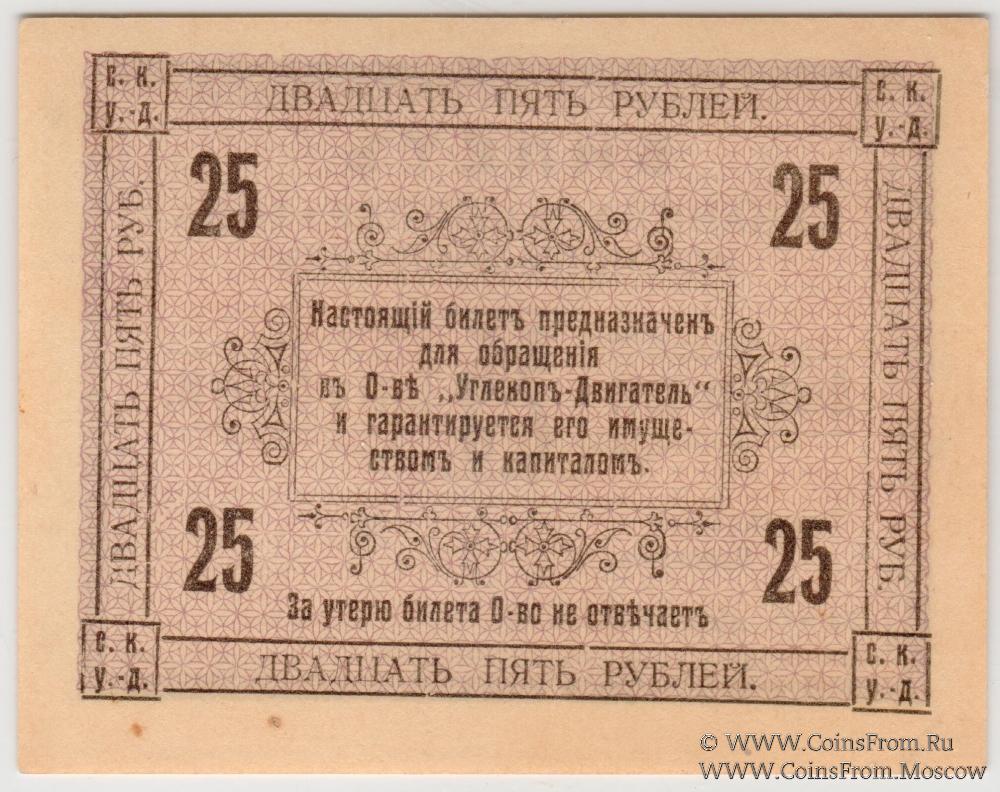 С. К.
У.-Д.
ДВАДЦАТЬ ПЯТЬ РУБЛЕЙ.
С. К.
У.-Д.
25
25
ДВАДЦАТЬ ПЯТЬ РУБ.
ДВАДЦАТЬ ПЯТЬ РУБ.
Настоящій билетъ предназначенъ
для обращенія
въ О-вѣ „Углекопъ-Двигатель“
и гарантируется его имуще-
ствомъ и капиталомъ.
25
25
За утерю билета О-во не отвѣчаетъ
С. К.
У.-Д.
ДВАДЦАТЬ ПЯТЬ РУБЛЕЙ.
С. К.
У.-Д.
© WWW.CoinsFrom.Ru
WWW.CoinsFrom.Moscow